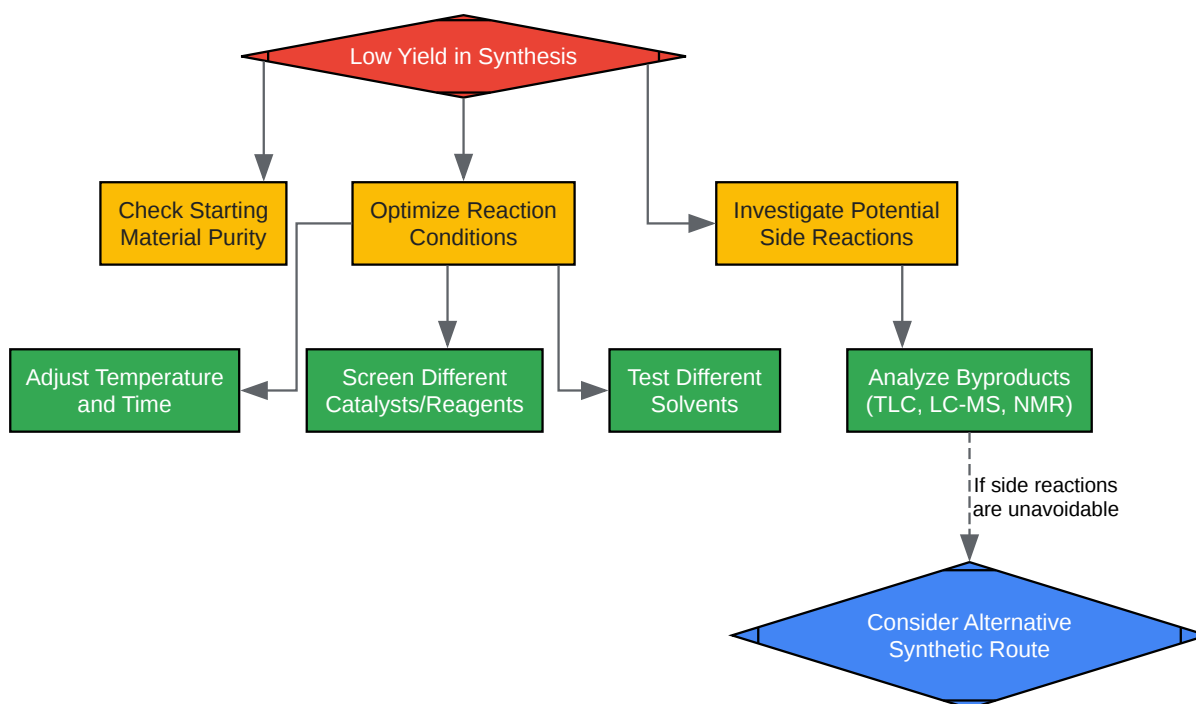 Low Yield in Synthesis
Check Starting
Material Purity
Optimize Reaction
Conditions
Investigate Potential
Side Reactions
Adjust Temperature
and Time
Screen Different
Catalysts/Reagents
Test Different
Solvents
Analyze Byproducts
(TLC, LC-MS, NMR)
If side reactions
are unavoidable
Consider Alternative
Synthetic Route